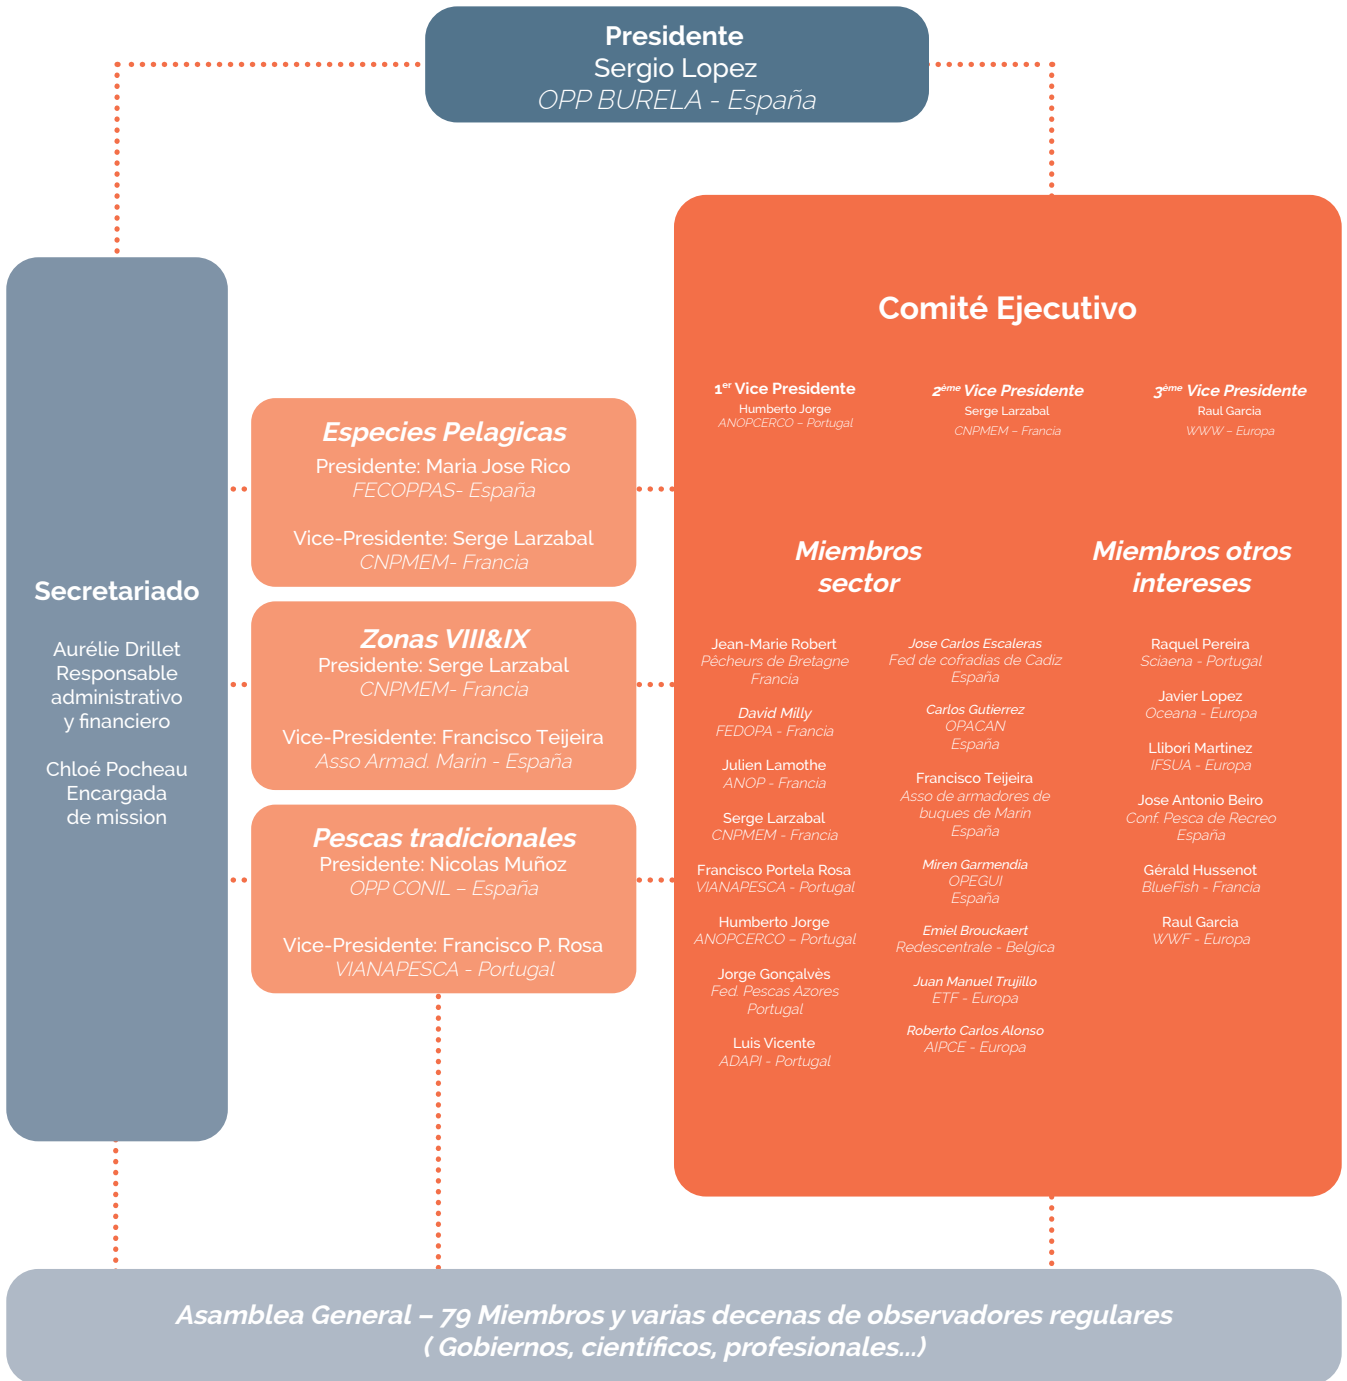 Presidente
Sergio Lopez
OPP BURELA - España
Secretariado
Aurélie Drillet
Responsable
administrativo
y financiero
Chloé Pocheau
Encargada
de mission
Especies Pelagicas
Presidente: Maria Jose Rico
FECOPPAS- España
Vice-Presidente: Serge Larzabal
CNPMEM- Francia
Zonas VIII&IX
Presidente: Serge Larzabal
CNPMEM- Francia
Vice-Presidente: Francisco Teijeira
Asso Armad. Marin - España
Pescas tradicionales
Presidente: Nicolas Muñoz
OPP CONIL – España
Vice-Presidente: Francisco P. Rosa
VIANAPESCA - Portugal
Comité Ejecutivo
1er Vice Presidente
Humberto Jorge
ANOPCERCO – Portugal
2ème Vice Presidente
Serge Larzabal
CNPMEM – Francia
3ème Vice Presidente
Raul Garcia
WWW – Europa
Miembros
sector
Jean-Marie Robert
Pêcheurs de Bretagne
Francia
David Milly
FEDOPA - Francia
Julien Lamothe
ANOP - Francia
Serge Larzabal
CNPMEM - Francia
Francisco Portela Rosa
VIANAPESCA - Portugal
Humberto Jorge
ANOPCERCO – Portugal
Jorge Gonçalvès
Fed. Pescas Azores
Portugal
Luis Vicente
ADAPI - Portugal
Jose Carlos Escaleras
Fed de cofradias de Cadiz
España
Carlos Gutierrez
OPACAN
España
Francisco Teijeira
Asso de armadores de
buques de Marin
España
Miren Garmendia
OPEGUI
España
Emiel Brouckaert
Redescentrale - Belgica
Juan Manuel Trujillo
ETF - Europa
Roberto Carlos Alonso
AIPCE - Europa
Miembros otros
intereses
Raquel Pereira
Sciaena - Portugal
Javier Lopez
Oceana - Europa
Llibori Martinez
IFSUA - Europa
Jose Antonio Beiro
Conf. Pesca de Recreo
España
Gérald Hussenot
BlueFish - Francia
Raul Garcia
WWF - Europa
Asamblea General – 79 Miembros y varias decenas de observadores regulares
( Gobiernos, científicos, profesionales...)